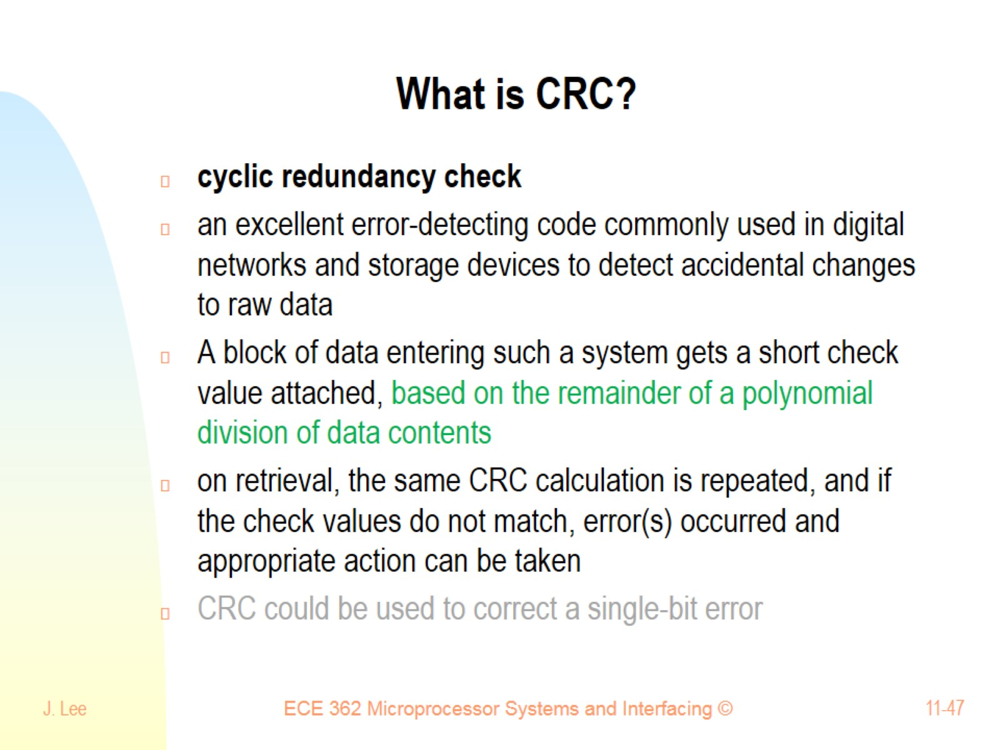 What is CRC?
cyclic redundancy check
an excellent error-detecting code commonly used in digital
networks and storage devices to detect accidental changes
to raw data
A block of data entering such a system gets a short check
value attached, based on the remainder of a polynomial
division of data contents
on retrieval, the same CRC calculation is repeated, and if
the check values do not match, error(s) occurred and
appropriate action can be taken
CRC could be used to correct a single-bit error
J. Lee
ECE 362 Microprocessor Systems and Interfacing ©
11-47